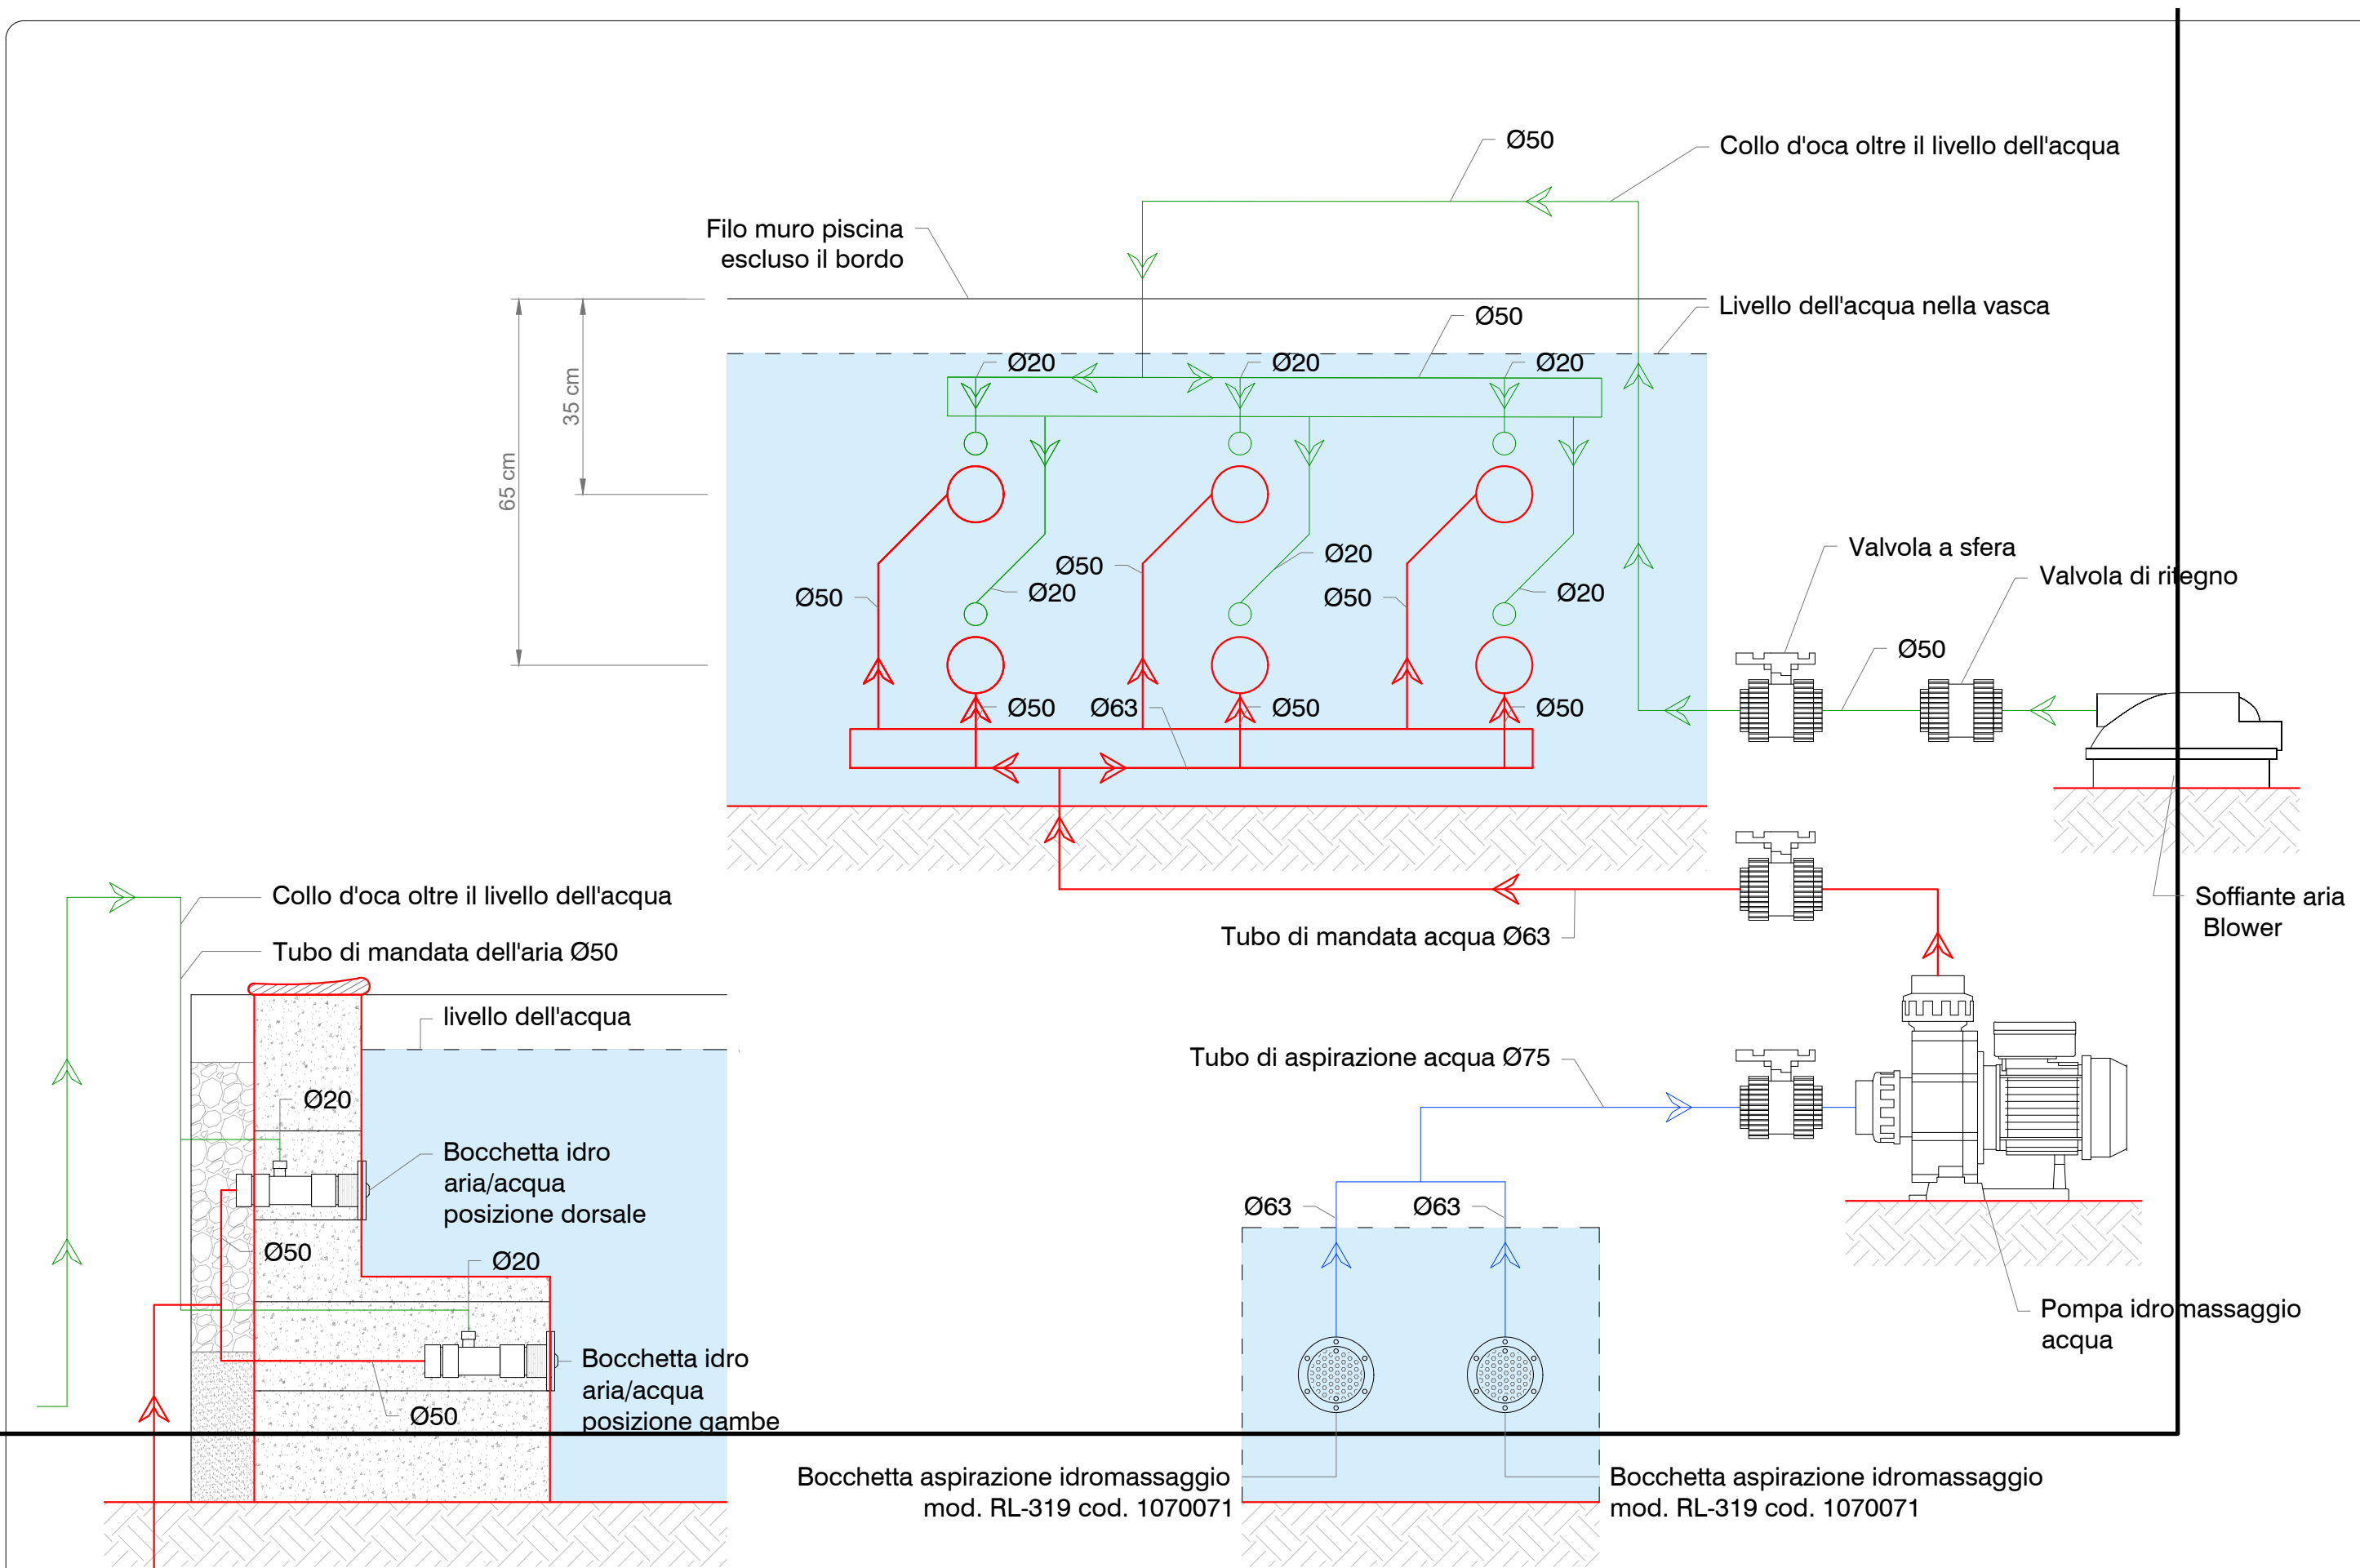 Ø50
Collo d'oca oltre il livello dell'acqua
Filo muro piscina
escluso il bordo
Livello dell'acqua nella vasca
Ø50
Ø20
Ø20
Ø20
35 cm
65 cm
Valvola a sfera
Ø20
Ø50
Valvola di ritegno
Ø50
Ø20
Ø50
Ø20
Ø50
Ø50
Ø63
Ø50
Ø50
Collo d'oca oltre il livello dell'acqua
Soffiante aria
Blower
Tubo di mandata acqua Ø63
Tubo di mandata dell'aria Ø50
livello dell'acqua
Tubo di aspirazione acqua Ø75
Ø20
Bocchetta idro
aria/acqua
posizione dorsale
Ø63
Ø63
Ø50
Ø20
Pompa idromassaggio
acqua
Bocchetta idro
aria/acqua
posizione gambe
Ø50
Bocchetta aspirazione idromassaggio
mod. RL-319 cod. 1070071
Bocchetta aspirazione idromassaggio
mod. RL-319 cod. 1070071